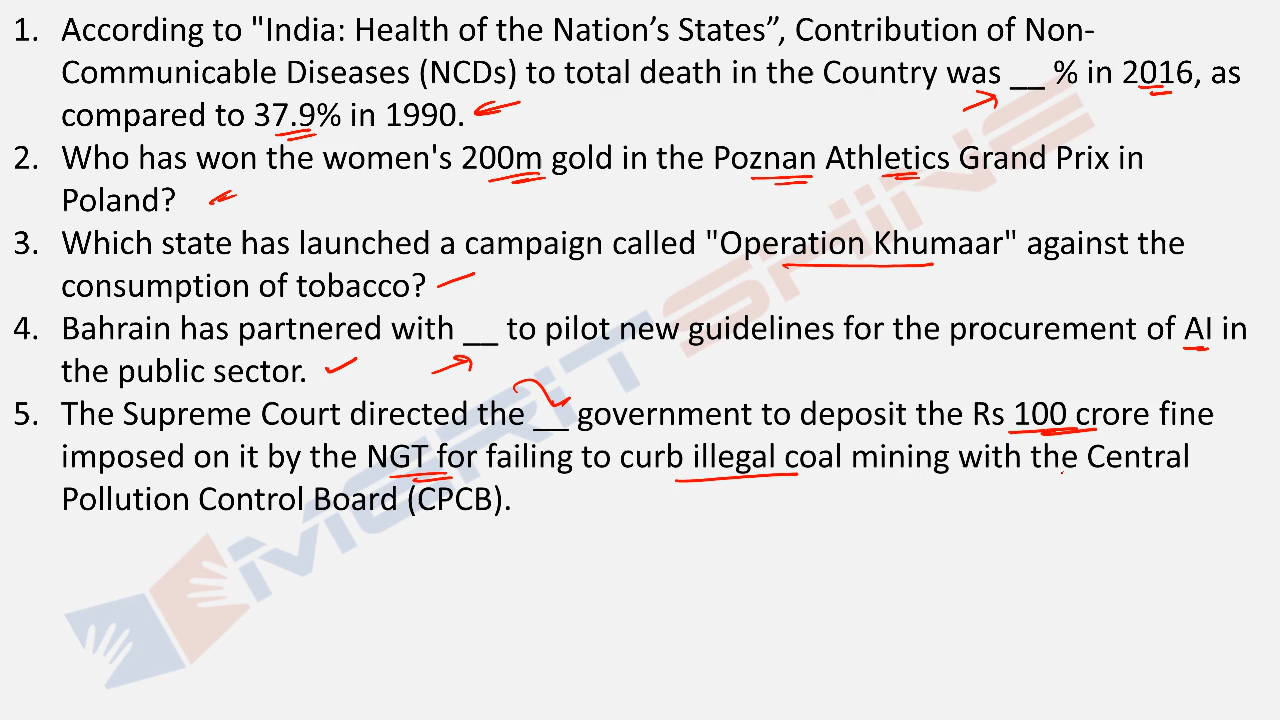 1. According to "India: Health of the Nation’s States”, Contribution of Non-
Communicable Diseases (NCDs) to total death in the Country was __ % in 2016, as
compared to 37.9% in 1990.
2. Who has won the women's 200m gold in the Poznan Athletics Grand Prix in
Poland?
3. Which state has launched a campaign called "Operation Khumaar" against the
consumption of tobacco?
4. Bahrain has partnered with __ to pilot new guidelines for the procurement of AI in
the public sector.
5. The Supreme Court directed the __ government to deposit the Rs 100 crore fine
imposed on it by the NGT for failing to curb illegal coal mining with the Central
Pollution Control Board (CPCB).
MERITSHINE